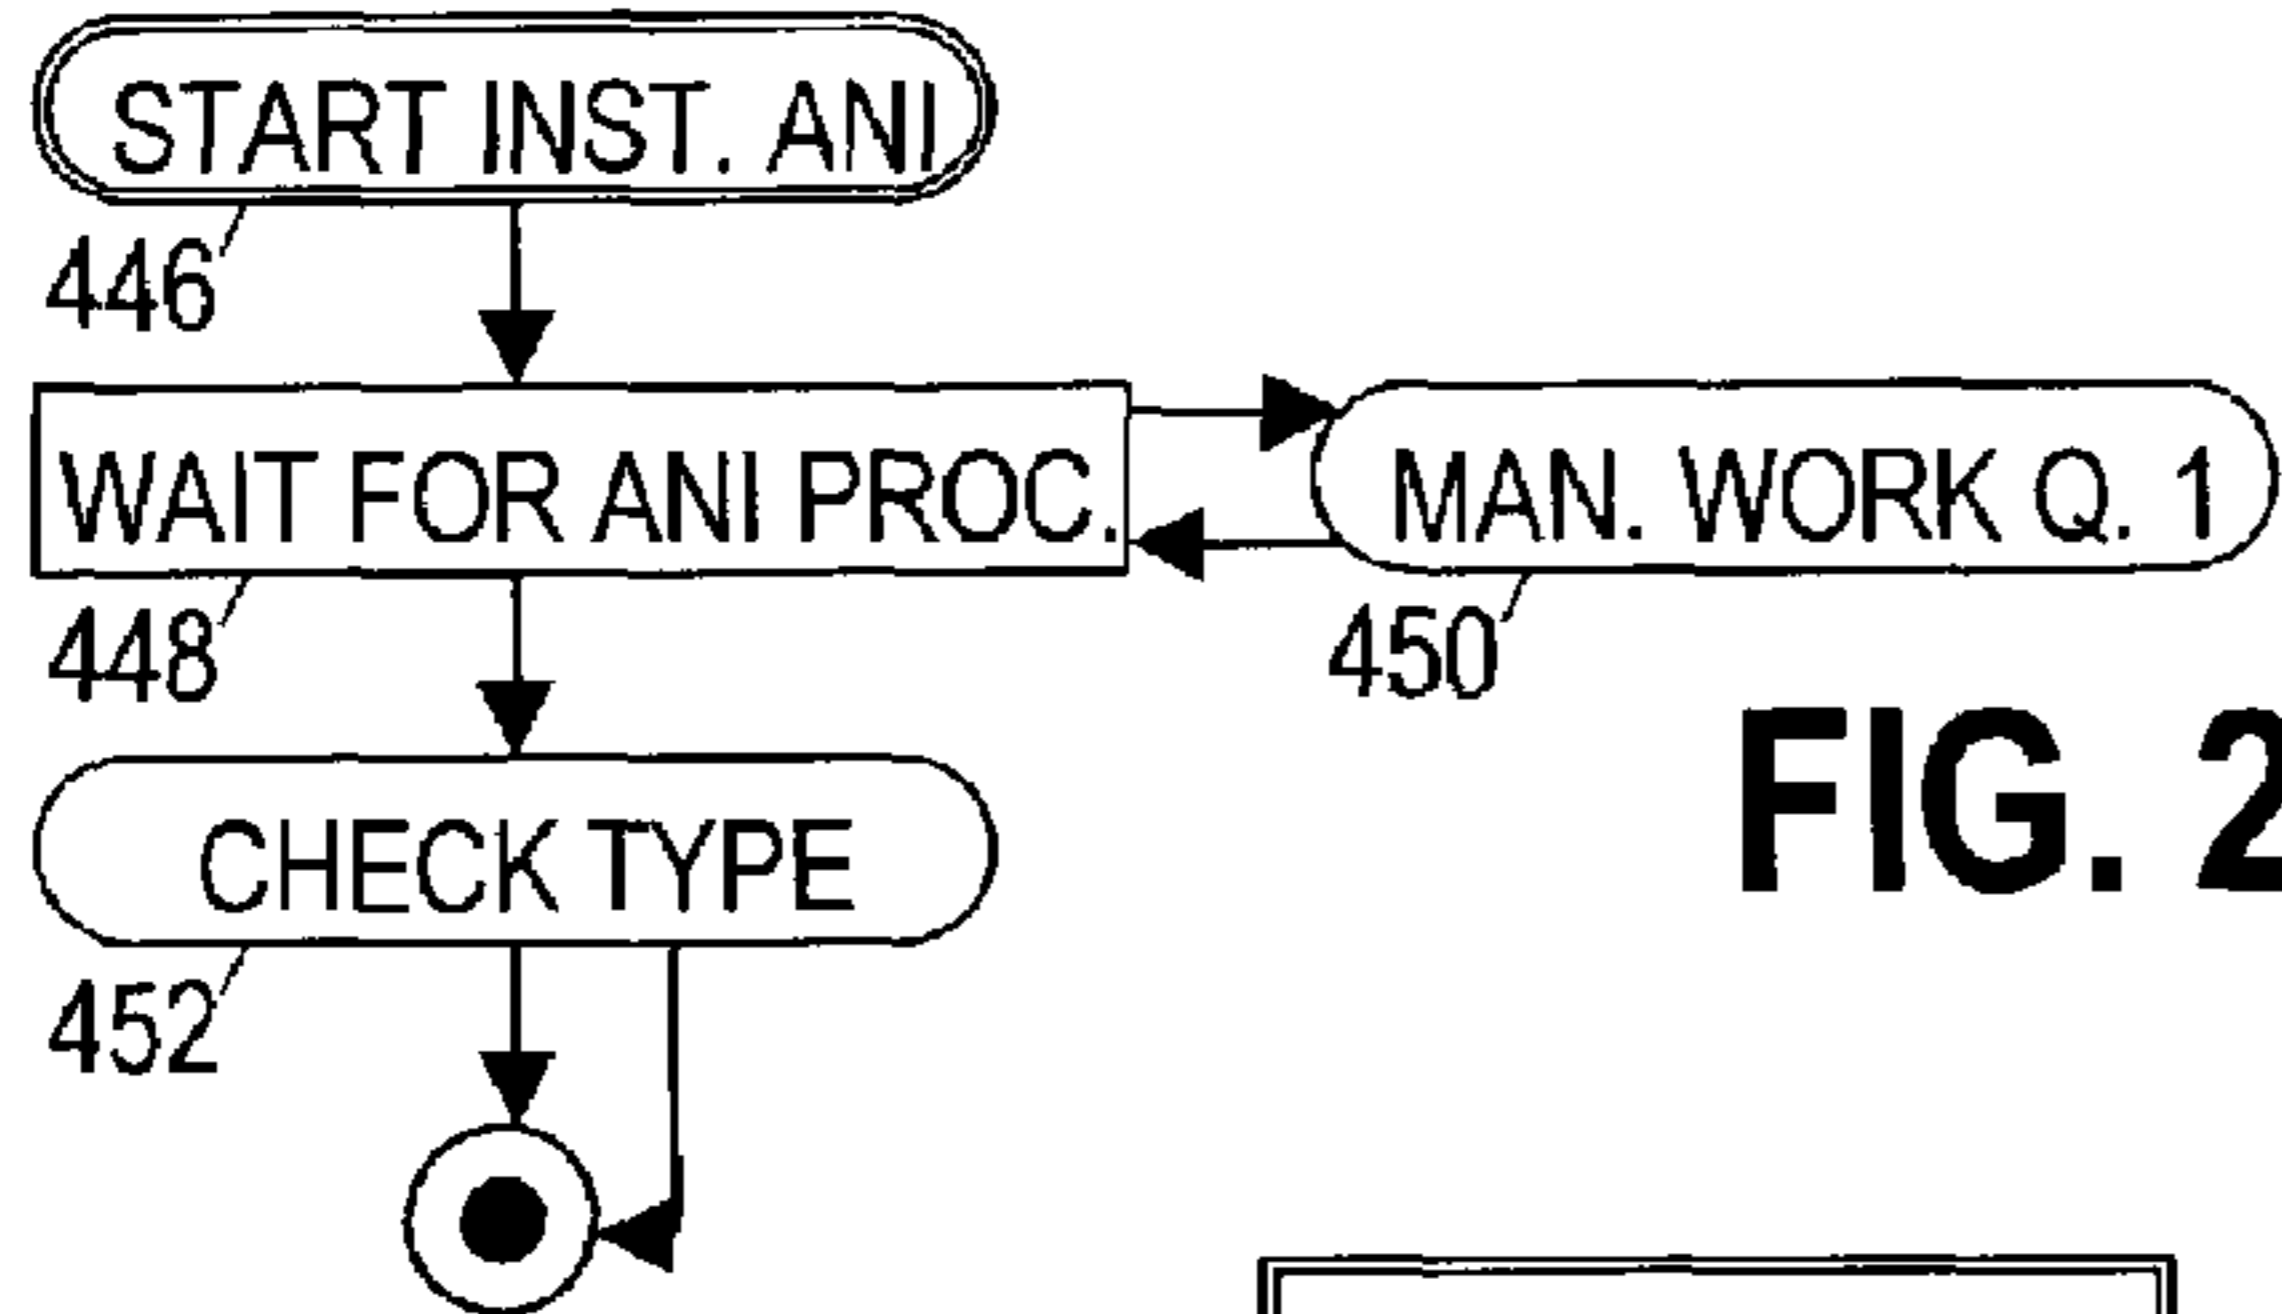 START INST. ANI
446
WAIT FOR ANI PROC.
MAN. WORK Q. 1
448
450
FIG. 2
CHECK TYPE
452